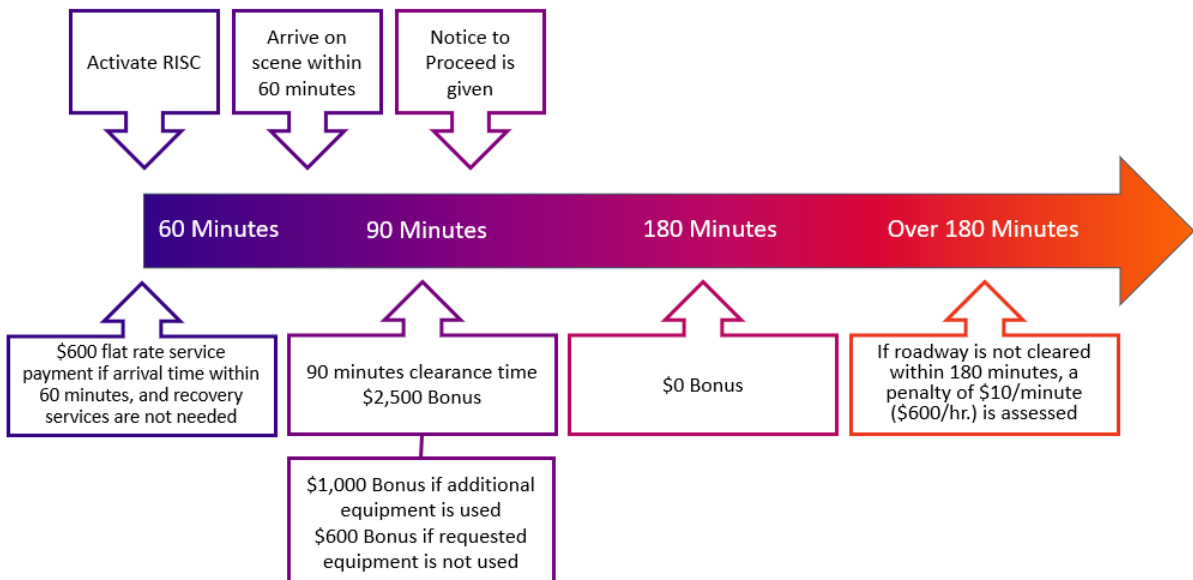 Activate RISC
Arrive on
scene within
60 minutes
Notice to
Proceed is
given
60 Minutes
90 Minutes
180 Minutes
Over 180 Minutes
$600 flat rate service
payment if arrival time within
60 minutes, and recovery
services are not needed
90 minutes clearance time
$2,500 Bonus
$0 Bonus
If roadway is not cleared
within 180 minutes, a
penalty of $10/minute
($600/hr.) is assessed
$1,000 Bonus if additional
equipment is used
$600 Bonus if requested
equipment is not used